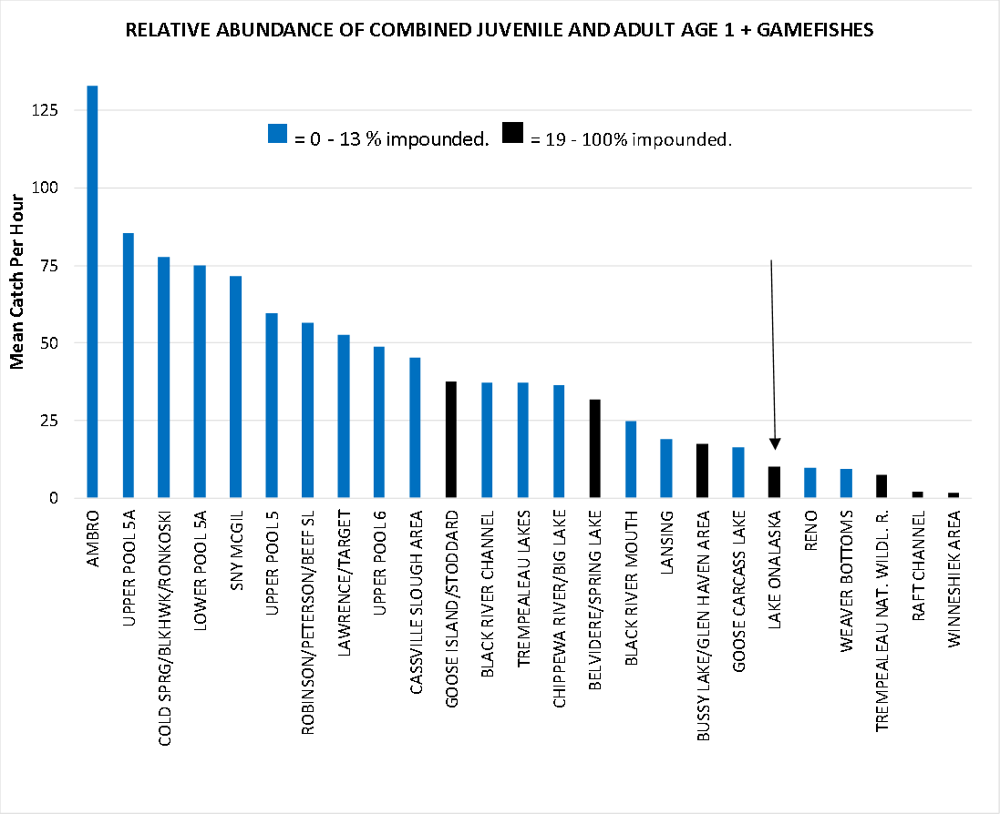 RELATIVE ABUNDANCE OF COMBINED JUVENILE AND ADULT AGE 1 + GAMEFISHES
= 0 - 13 % impounded.
= 19 - 100% impounded.
Mean Catch Per Hour
125
100
75
50
25
0
AMBRO
UPPER POOL 5A
COLD SPRG/BLKHWK/RONKOSKI
LOWER POOL 5A
SNY MCGIL
UPPER POOL 5
ROBINSON/PETERSON/BEEF SL
LAWRENCE/TARGET
UPPER POOL 6
CASSVILLE SLOUGH AREA
GOOSE ISLAND/STODDARD
BLACK RIVER CHANNEL
TREMPEALEAU LAKES
CHIPPEWA RIVER/BIG LAKE
BELVIDERE/SPRING LAKE
BLACK RIVER MOUTH
LANSING
BUSSY LAKE/GLEN HAVEN AREA
GOOSE CARCASS LAKE
LAKE ONALASKA
RENO
WEAVER BOTTOMS
TREMPEALEAU NAT. WILDL. R.
RAFT CHANNEL
WINNESHIEK AREA